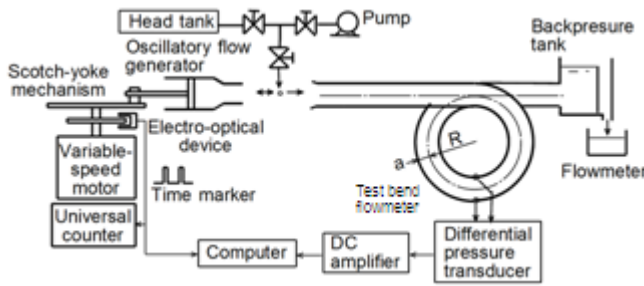 Head tank
Pump
Backpresure
tank
Oscillatory flow
generator
Scotch-yoke
mechanism
R
a
Electro-optical
device
Flowmeter
Variable-
speed
motor
Time marker
Test bend
flowmeter
Universal
counter
Computer
DC
amplifier
Differential
pressure
transducer